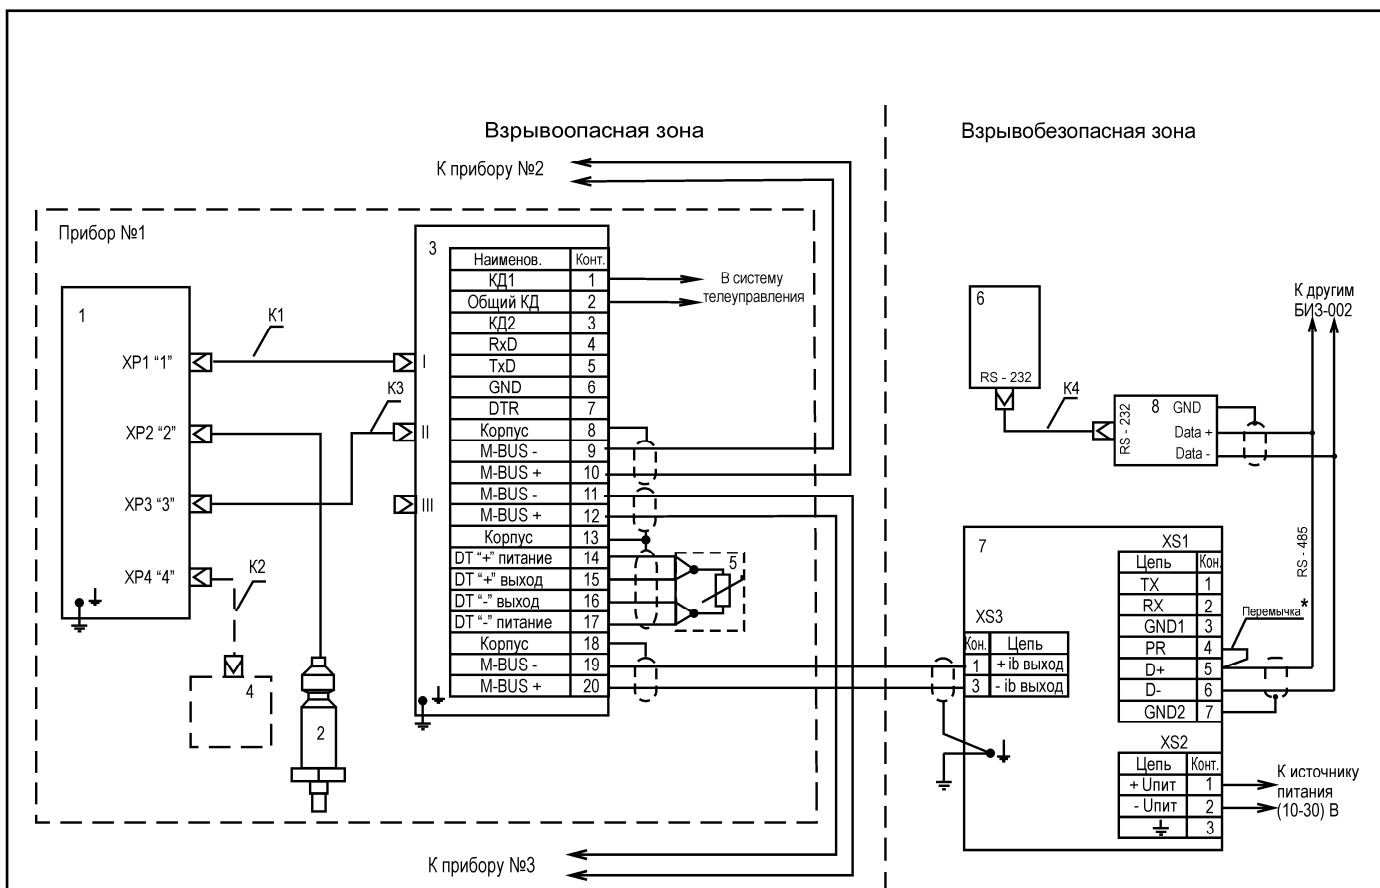 Взрывоопасная зона
Взрывобезопасная зона
К прибору №2
Прибор №1
3
Наименов. Конт.
КД1 1
Общий КД 2
КД2 3
RxD 4
TxD 5
GND 6
DTR 7
Корпус 8
M-BUS - 9
M-BUS + 10
M-BUS - 11
M-BUS + 12
Корпус 13
DT “+” питание 14
DT “+” выход 15
DT “-” выход 16
DT “-” питание 17
Корпус 18
M-BUS - 19
M-BUS + 20
В систему
телеуправления
1
XP1 “1”
XP2 “2”
XP3 “3”
XP4 “4”
К1
К3
К2
I
II
III
4
2
5
К прибору №3
6
RS - 232
К4
RS - 232
8 GND
Data +
Data -
К другим
БИЗ-002
RS - 485
7
XS1
Цепь Кон.
TX 1
RX 2
GND1 3
PR 4
D+ 5
D- 6
GND2 7
Перемычка*
XS3
Кон. Цепь
1 + ib выход
3 - ib выход
XS2
Цепь Конт.
+ Uпит 1
- Uпит 2
3
К источнику
питания
(10-30) В